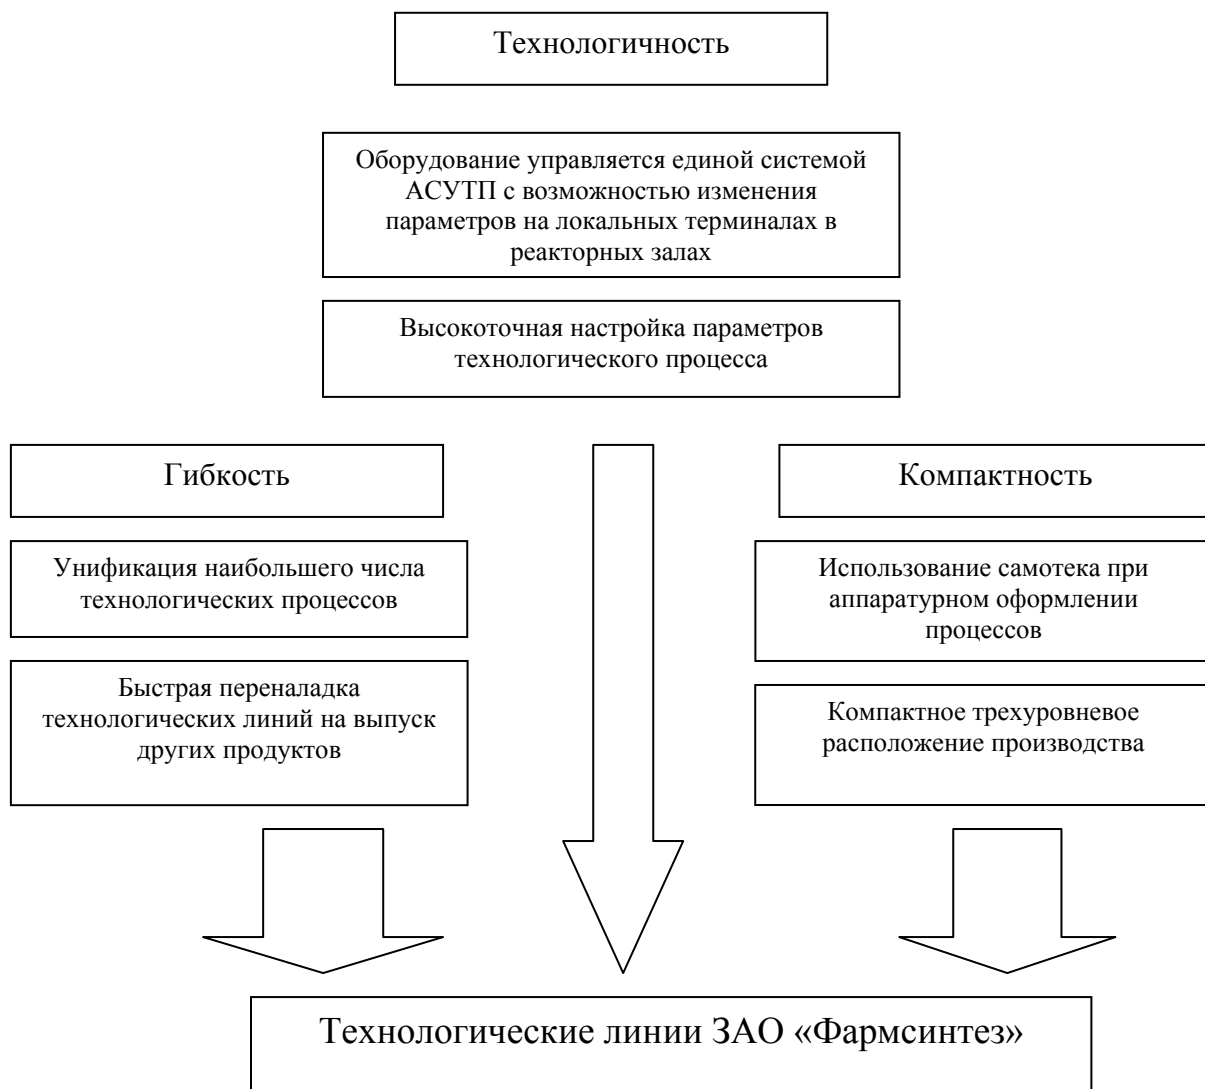 Технологичность
Оборудование управляется единой системой
АСУТП с возможностью изменения
параметров на локальных терминалах в
реакторных залах
Высокоточная настройка параметров
технологического процесса
Гибкость
Унификация наибольшего числа
технологических процессов
Быстрая переналадка
технологических линий на выпуск
других продуктов
Компактность
Использование самотека при
аппаратурном оформлении
процессов
Компактное трехуровневое
расположение производства
Технологические линии ЗАО «Фармсинтез»